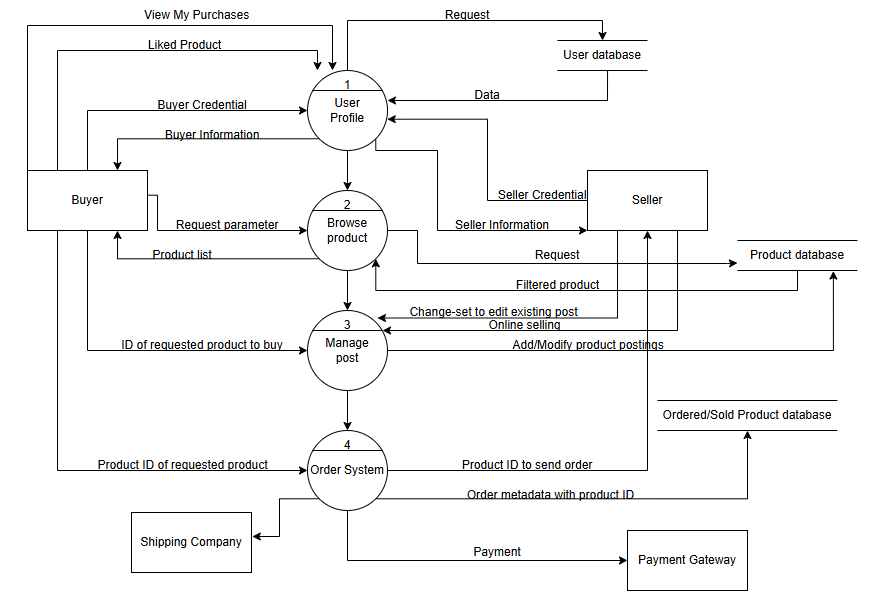 View My Purchases
Request
Liked Product
User database
1
User
Profile
Data
Buyer Credential
Buyer Information
Buyer
Seller Credential
Seller
2
Browse
product
Request parameter
Seller Information
Product list
Request
Product database
Filtered product
Change-set to edit existing post
Online selling
3
Manage
post
ID of requested product to buy
Add/Modify product postings
Ordered/Sold Product database
4
Order System
Product ID of requested product
Product ID to send order
Order metadata with product ID
Shipping Company
Payment
Payment Gateway